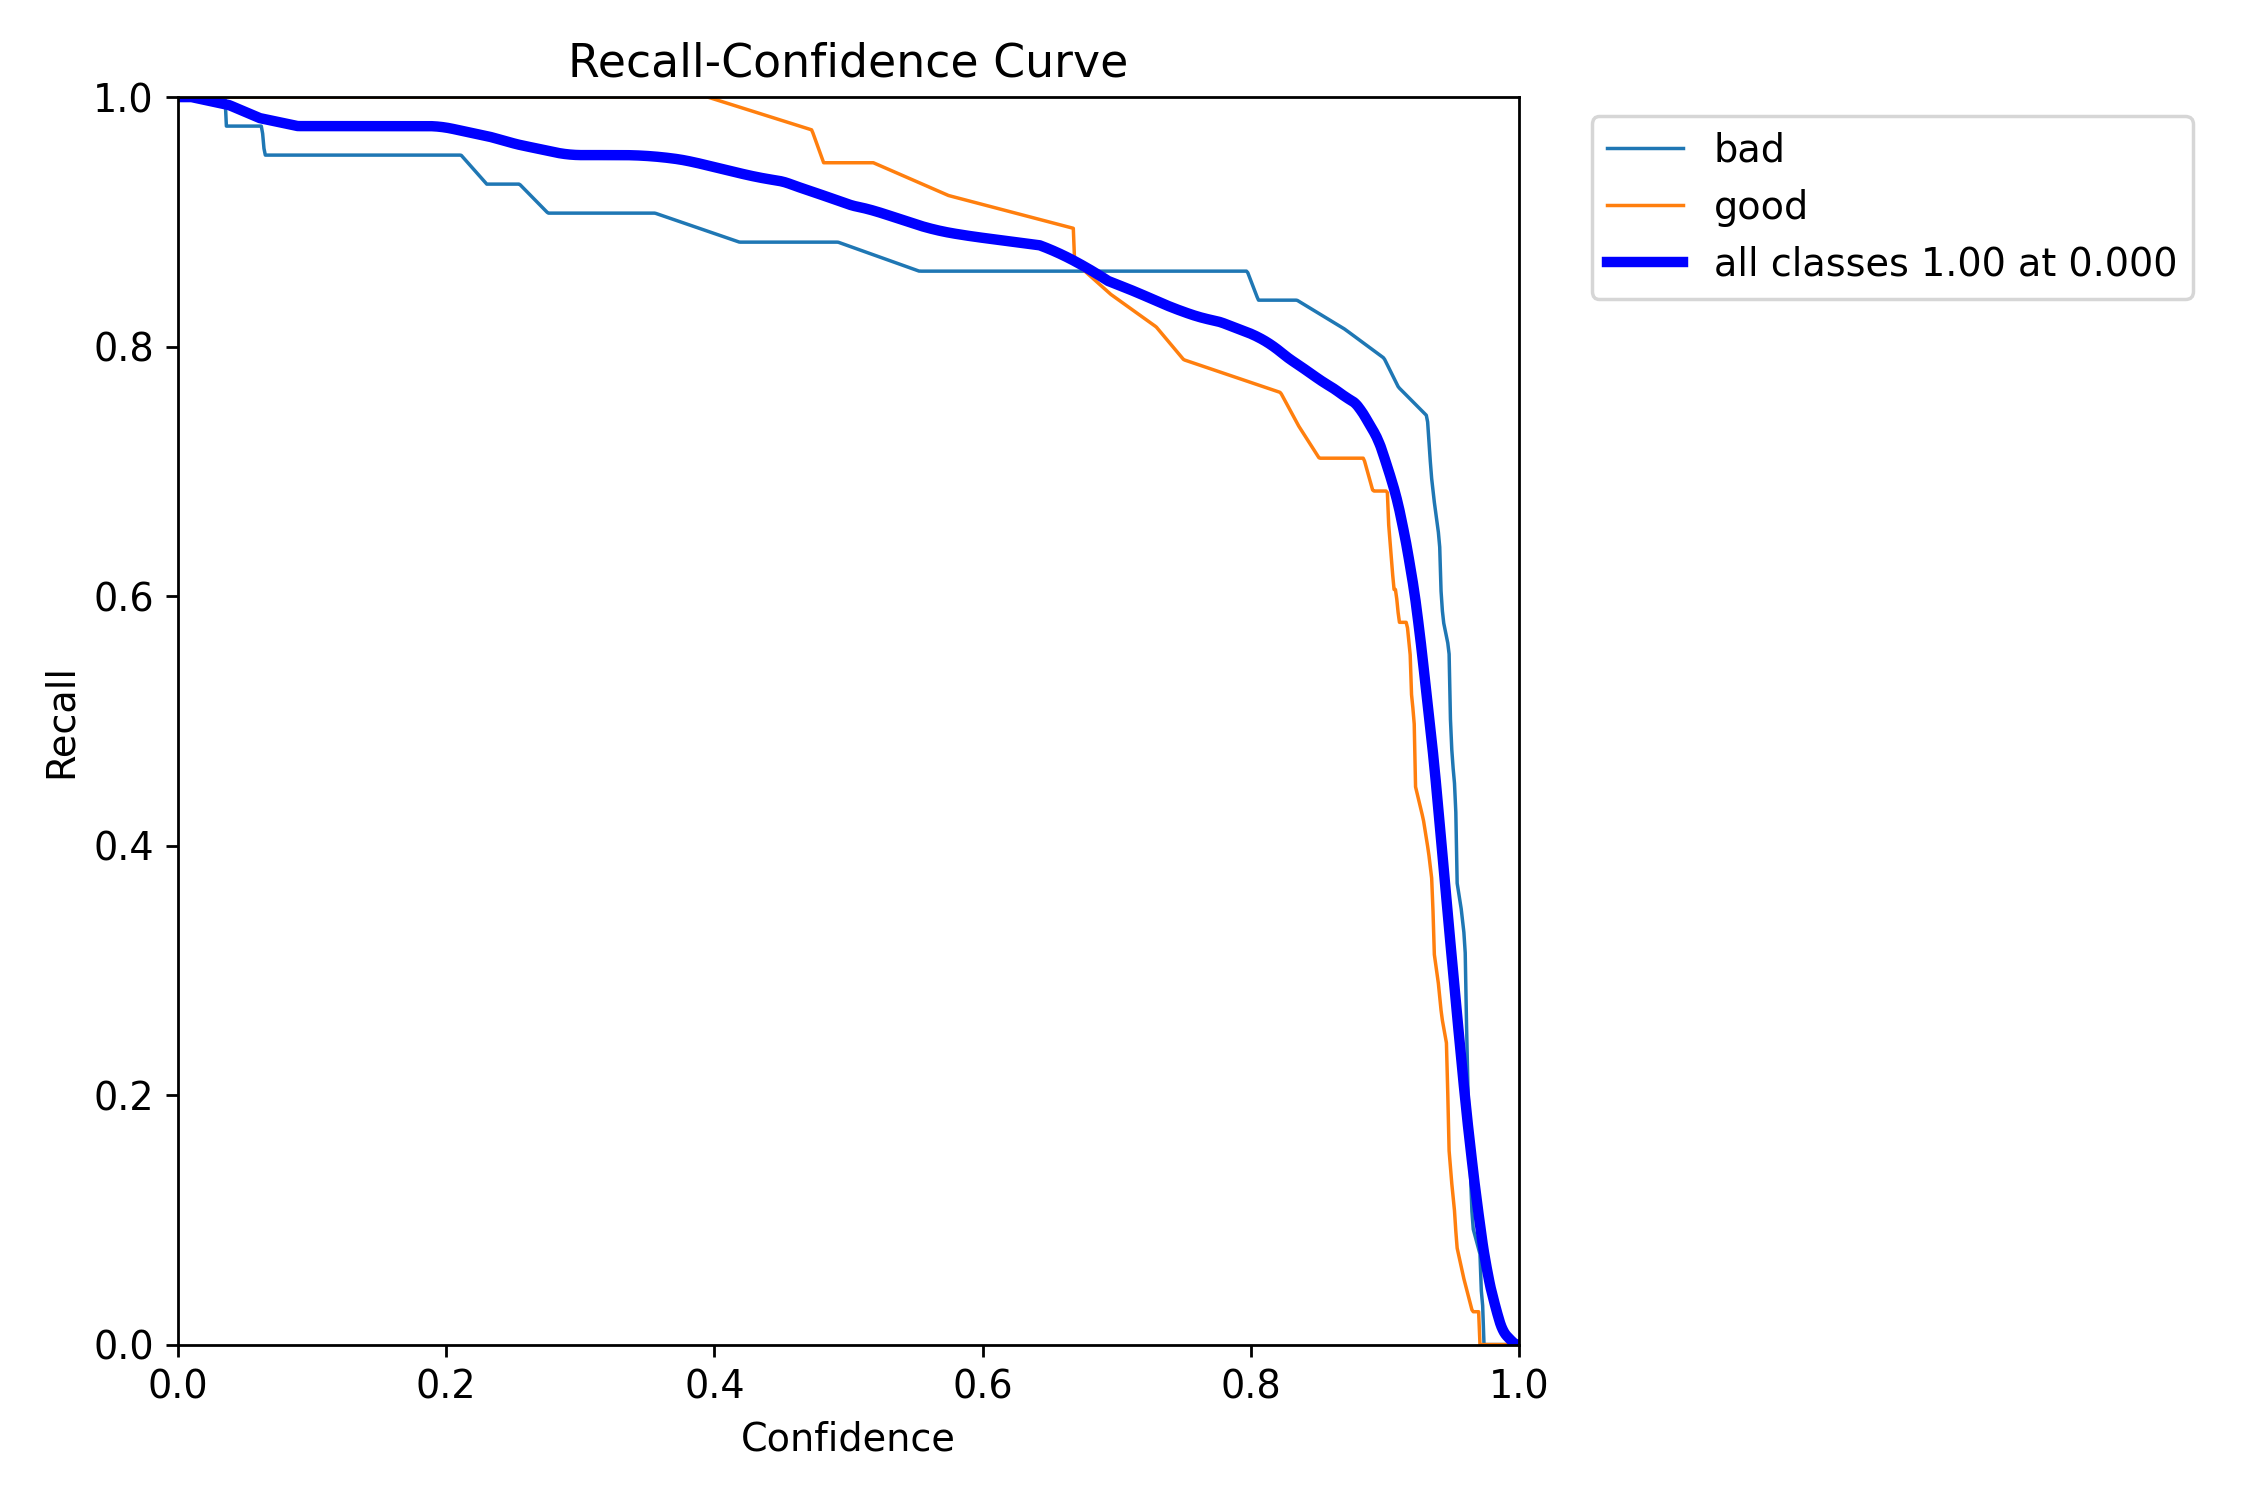 Recall-Confidence Curve
bad
good
all classes 1.00 at 0.000
Recall
1.0
0.8
0.6
0.4
0.2
0.0
0.0 0.2 0.4 0.6 0.8 1.0
Confidence